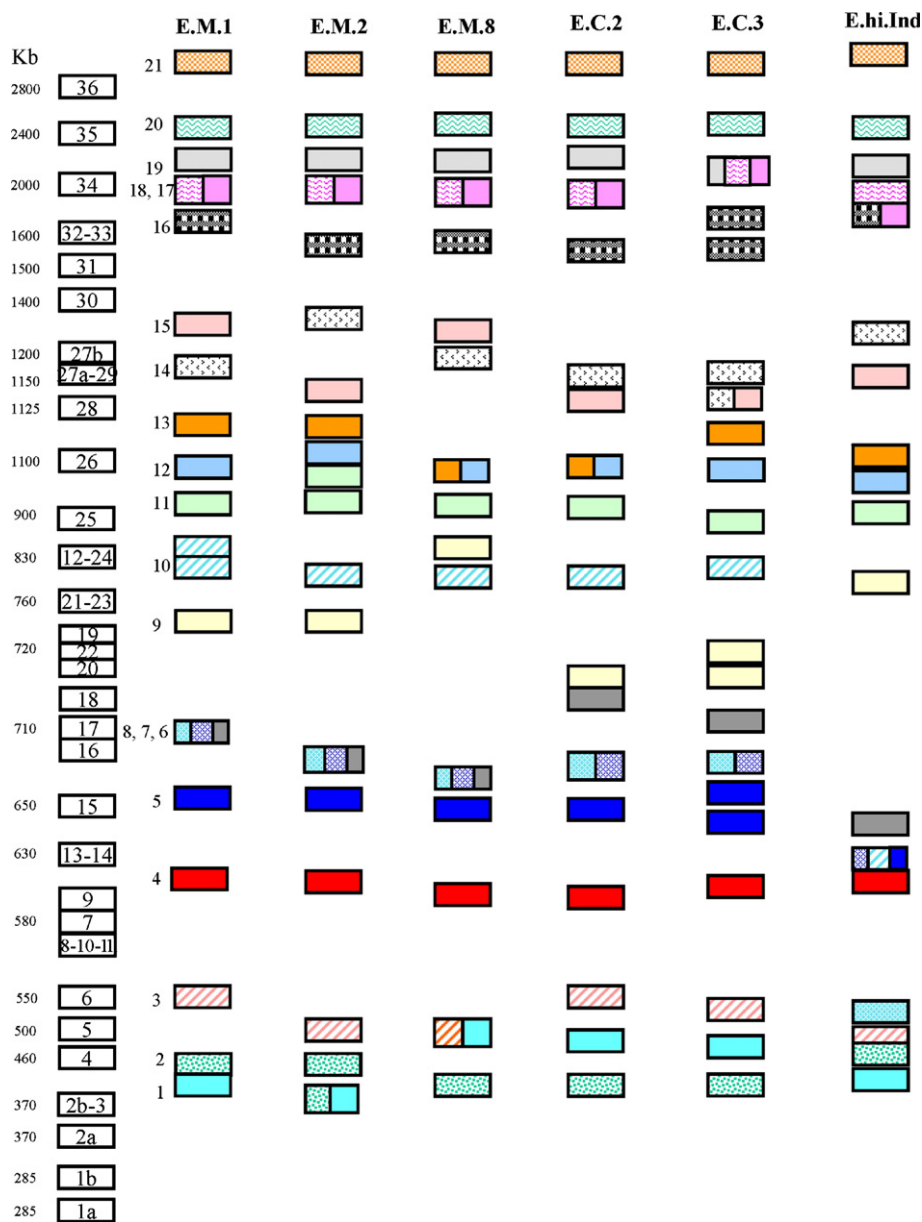 E.M.1 E.M.2 E.M.8 E.C.2 E.C.3 E.hi.Ind
Kb
21
2800 36
20
2400 35
19
2000 34 18, 17
16
1600 32-33
1500 31
1400 30
15
1200 27b
14
1150 27a-29
1125 28
13
1100 26 12
11
900 25
830 12-24
10
760 21-23
9
19
720 22
20
18
710 17 8, 7, 6
16
650 15 5
630 13-14
4
9
580 7
8-10-11
550 6 3
500 5
460 4 2
1
370 2b-3
370 2a
285 1b
285 1a